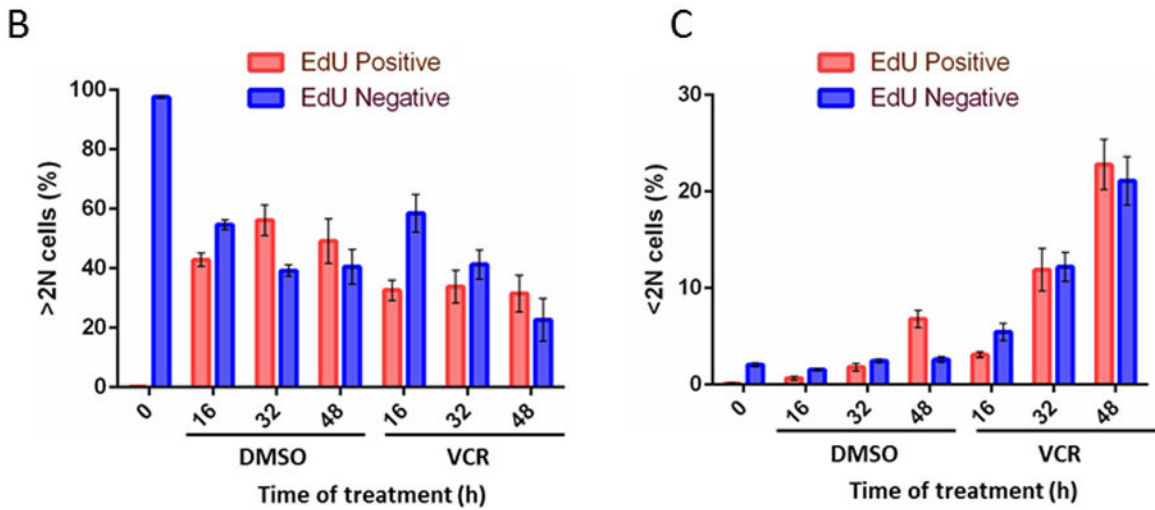 B
EdU Positive
EdU Negative
>2N cells (%)
100
80
60
40
20
0
0
16
32
48
16
32
48
DMSO
VCR
Time of treatment (h)
C
EdU Positive
EdU Negative
<2N cells (%)
30
20
10
0
0
16
32
48
16
32
48
DMSO
VCR
Time of treatment (h)